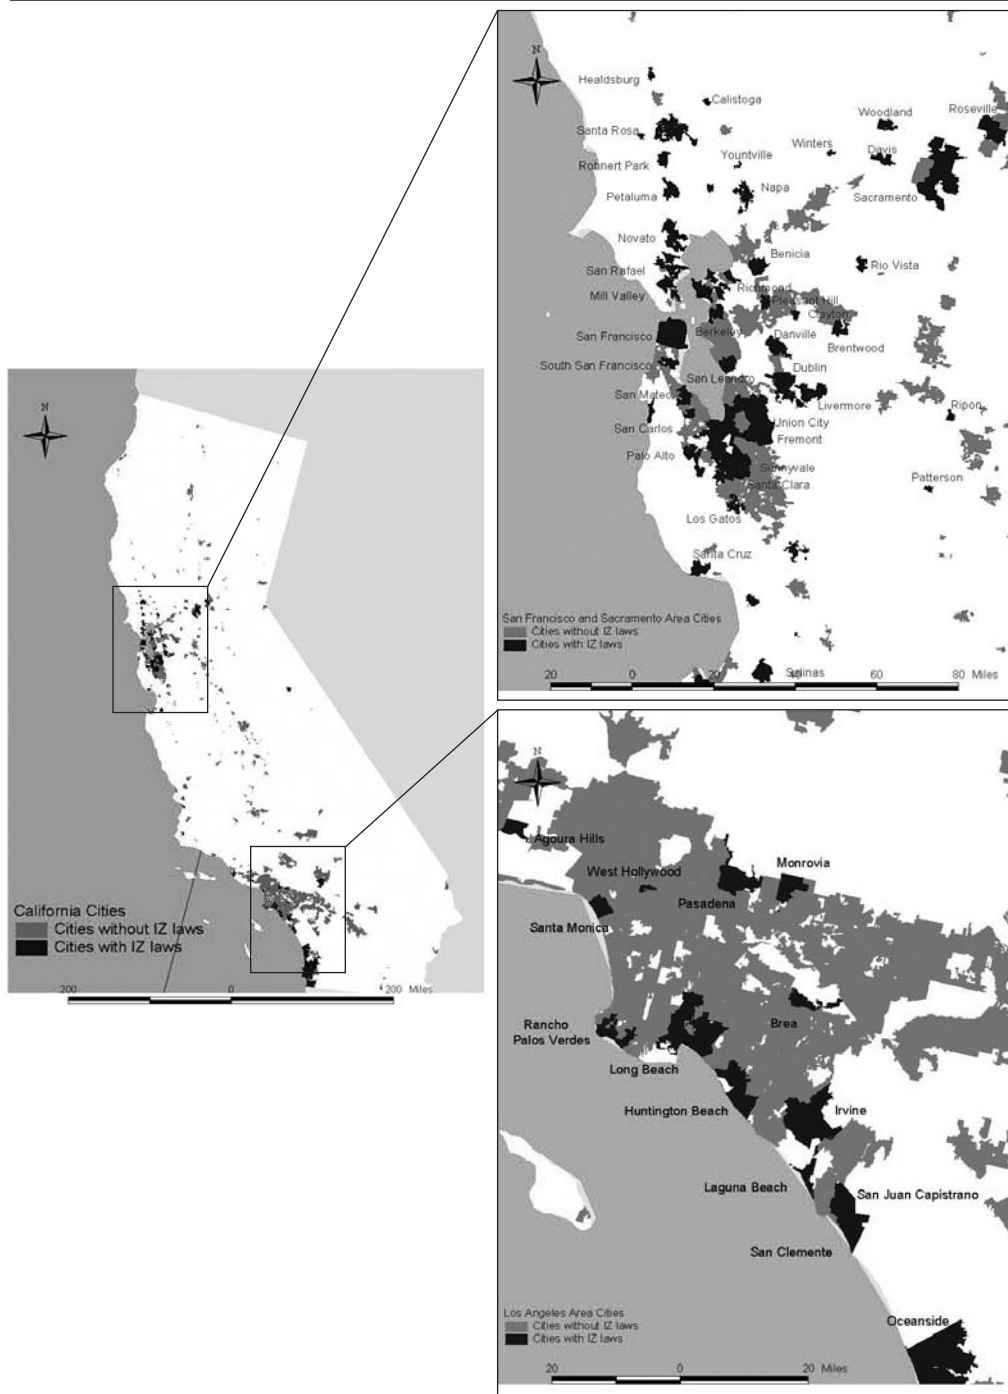 N
Healdsburg
Calistoga
Woodland
Roseville
Santa Rosa
Winters
Davis
Rohnert Park
Yountville
Petaluma
Napa
Sacramento
Novato
Benicia
San Rafael
Rio Vista
Mill Valley
Richmond
Pleasant Hill
Clayton
San Francisco
Berkeley
Danville
Brentwood
South San Francisco
Dublin
San Leandro
San Mateo
Livermore
Ripon
San Carlos
Union City
Fremont
Palo Alto
Sunnyvale
Santa Clara
Patterson
Los Gatos
Santa Cruz
San Francisco and Sacramento Area Cities
Cities without IZ laws
Cities with IZ laws
Salinas
20 0 20 40 60 80 Miles
N
California Cities
Cities without IZ laws
Cities with IZ laws
200 0 200 Miles
N
Agoura Hills
West Hollywood
Monrovia
Pasadena
Santa Monica
Rancho
Palos Verdes
Brea
Long Beach
Huntington Beach
Irvine
Laguna Beach
San Juan Capistrano
San Clemente
Los Angeles Area Cities
Cities without IZ laws
Cities with IZ laws
Oceanside
20 0 20 Miles